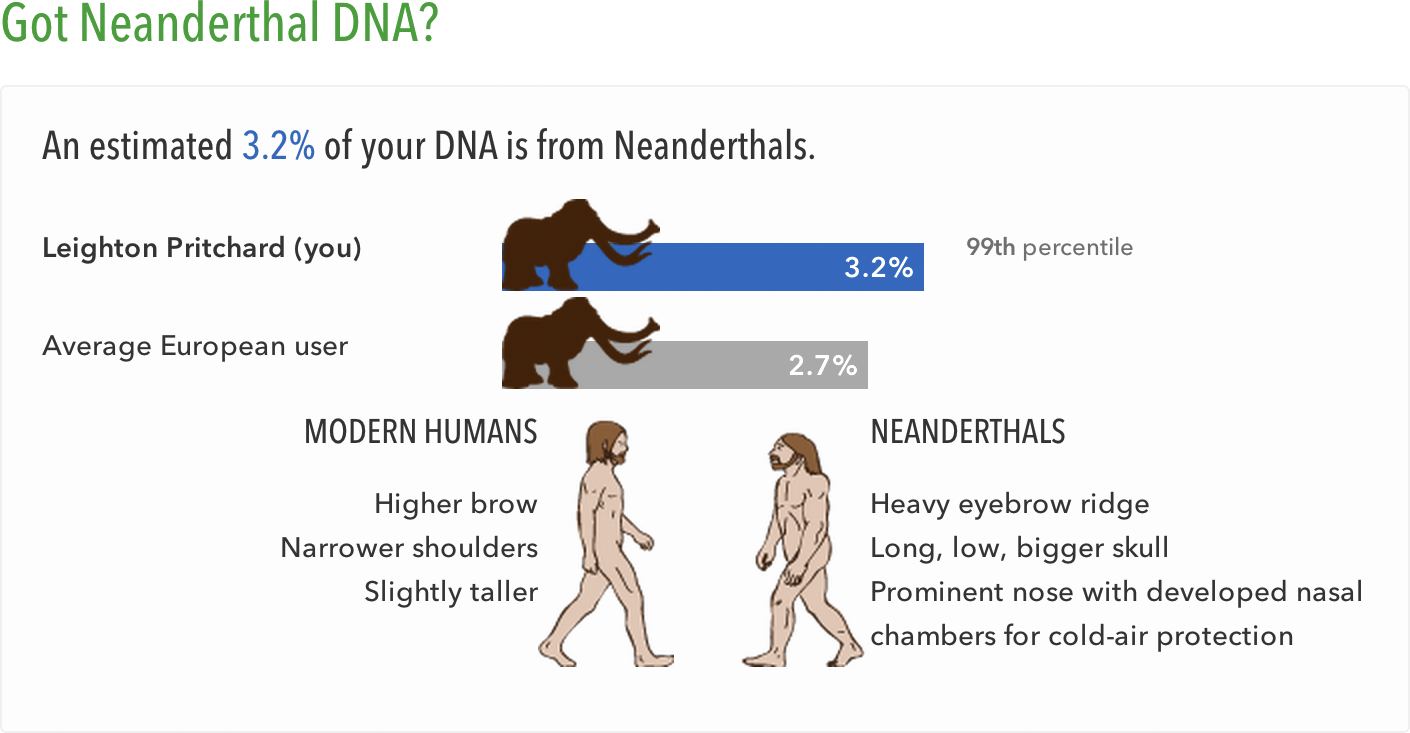 Got Neanderthal DNA?
An estimated 3.2% of your DNA is from Neanderthals.
Leighton Pritchard (you)
3.2%
99th percentile
Average European user
2.7%
MODERN HUMANS
Higher brow
Narrower shoulders
Slightly taller
NEANDERTHALS
Heavy eyebrow ridge
Long, low, bigger skull
Prominent nose with developed nasal
chambers for cold-air protection